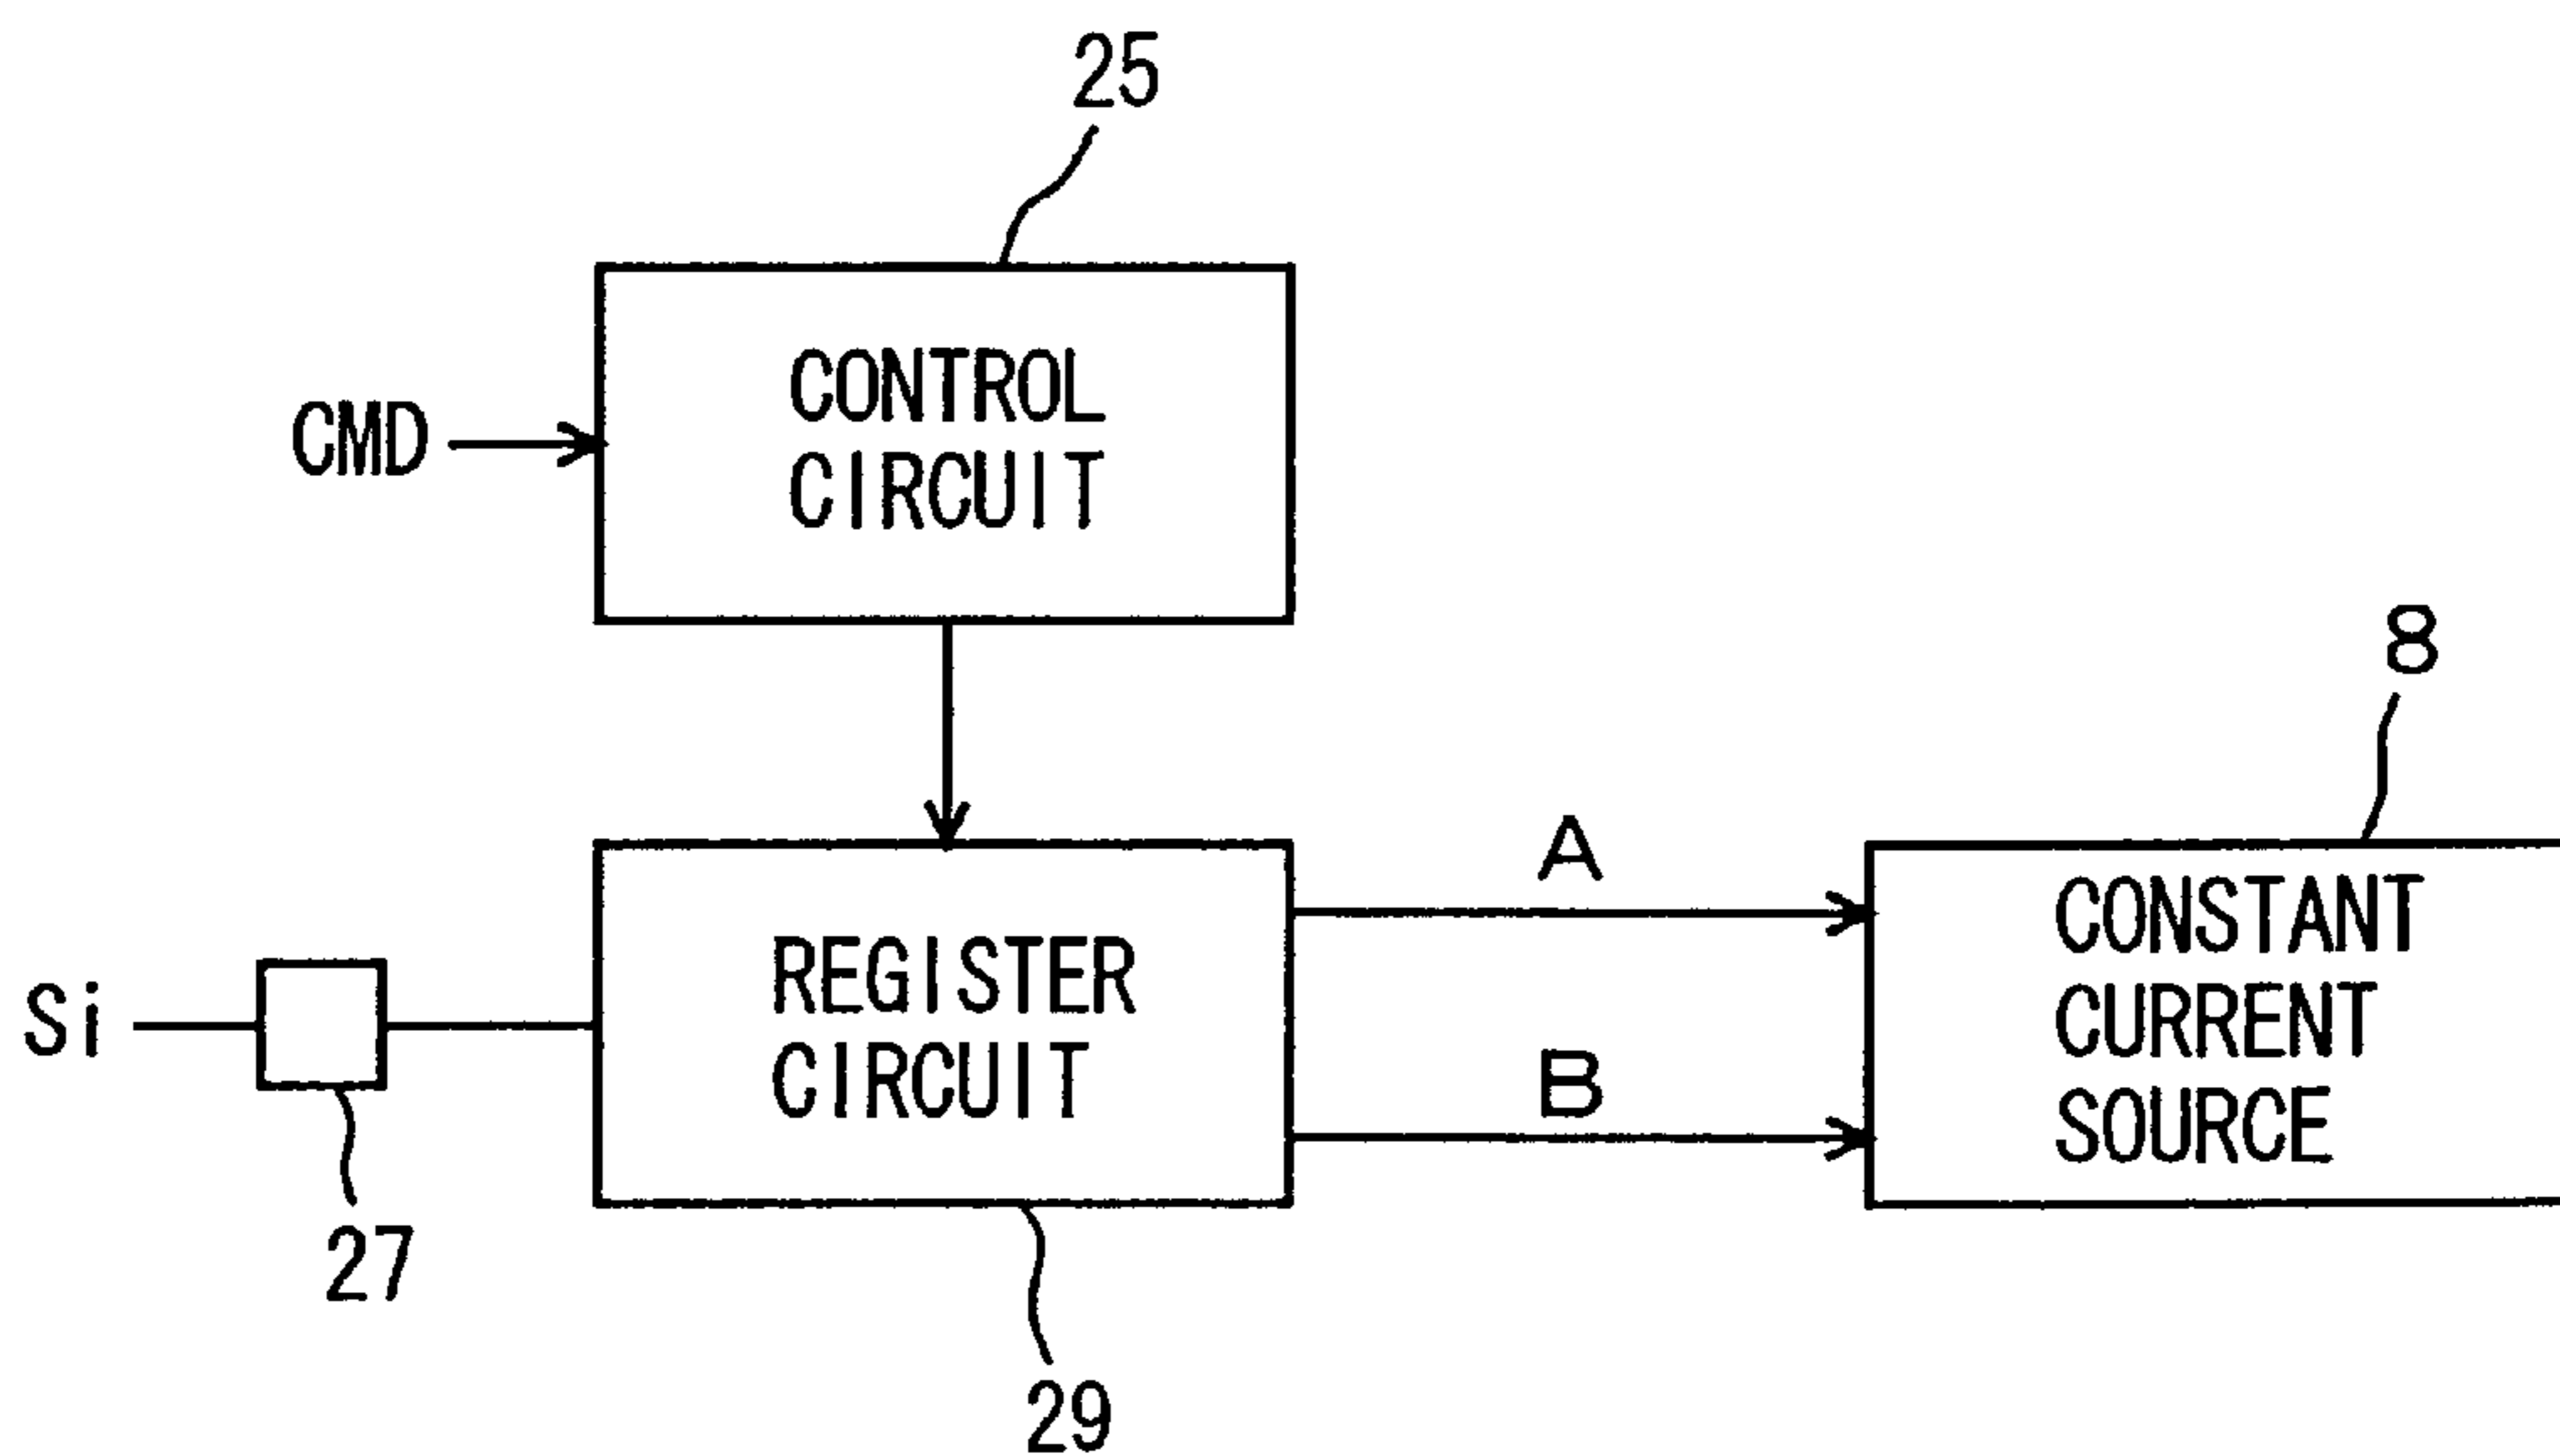 25
CONTROL
CIRCUIT
CMD
8
A
CONSTANT
CURRENT
SOURCE
REGISTER
CIRCUIT
Si
B
27
29